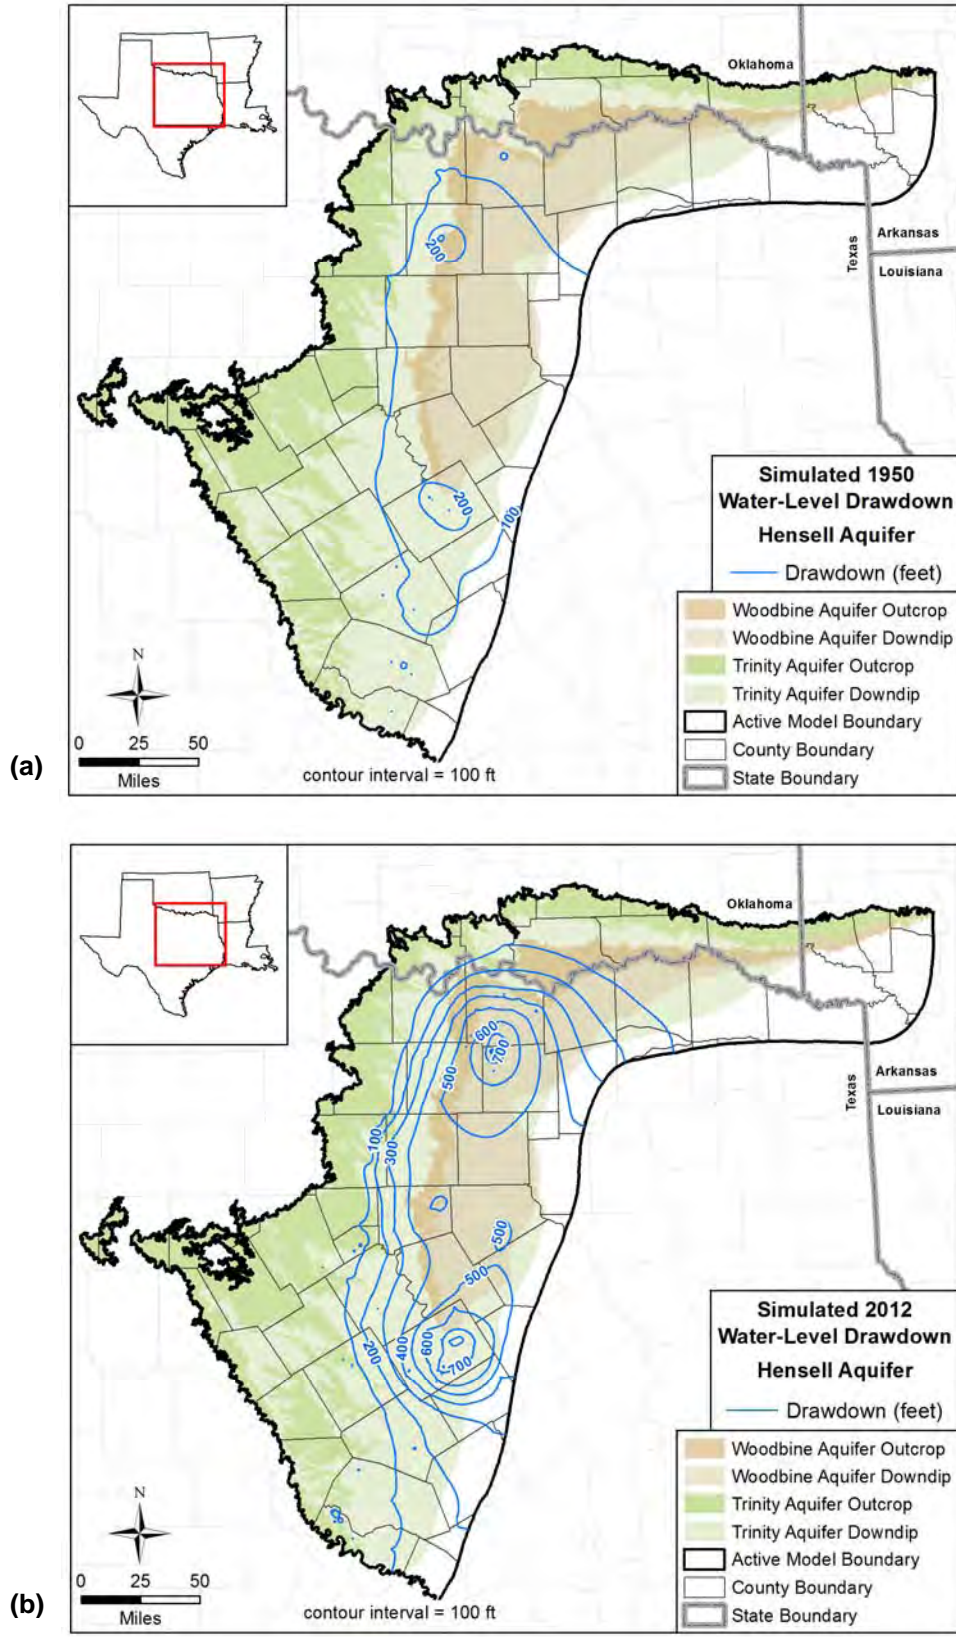 Oklahoma
Texas
Arkansas
Louisiana
200
200
100
Simulated 1950
Water-Level Drawdown
Hensell Aquifer
Drawdown (feet)
Woodbine Aquifer Outcrop
Woodbine Aquifer Downdip
Trinity Aquifer Outcrop
Trinity Aquifer Downdip
Active Model Boundary
County Boundary
State Boundary
N
0 25 50
Miles
contour interval = 100 ft
(a)
Oklahoma
Texas
Arkansas
Louisiana
600
700
500
100
300
500
500
200
400
600
700
Simulated 2012
Water-Level Drawdown
Hensell Aquifer
Drawdown (feet)
Woodbine Aquifer Outcrop
Woodbine Aquifer Downdip
Trinity Aquifer Outcrop
Trinity Aquifer Downdip
Active Model Boundary
County Boundary
State Boundary
N
0 25 50
Miles
contour interval = 100 ft
(b)